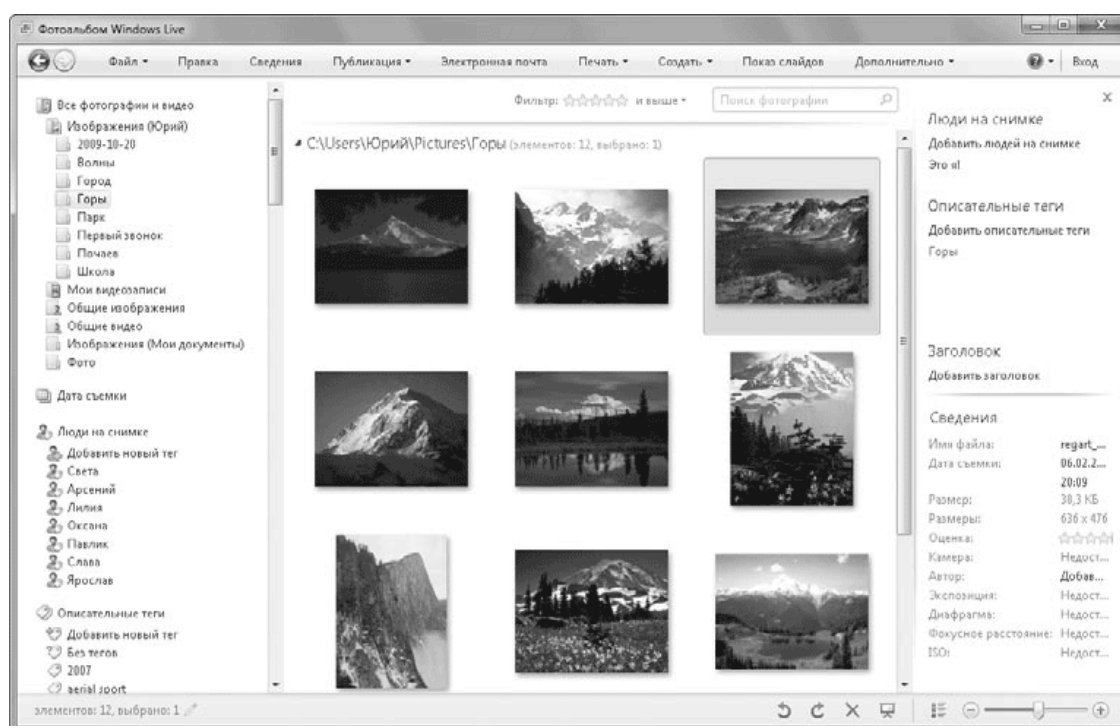 Фотоальбом Windows Live
Файл Правка Сведения Публикация Электронная почта Печать Создать Показ слайдов Дополнительно Вход
Все фотографии и видео
Изображения (Юрий)
2009-10-20
Волны
Город
Горы
Парк
Первый звонок
Почаев
Школа
Мои видеозаписи
Общие изображения
Общие видео
Изображения (Мои документы)
Фото
Дата съемки
Люди на снимке
Добавить новый тег
Света
Арсений
Лилия
Оксана
Павлик
Слава
Ярослав
Описательные теги
Добавить новый тег
Без тегов
2007
aerial sport
Фильтр: и выше
Поиск фотографии
C:\Users\Юрий\Pictures\Горы (элементов: 12, выбрано: 1)
Люди на снимке
Добавить людей на снимке
Это я!
Описательные теги
Добавить описательные теги
Горы
Заголовок
Добавить заголовок
Сведения
Имя файла: regart_...
Дата съемки: 06.02.2...
20:09
Размер: 38,3 КБ
Размеры: 636 x 476
Оценка:
Камера: Недост...
Автор: Добав...
Экспозиция: Недост...
Диафрагма: Недост...
Фокусное расстояние: Недост...
ISO: Недост...
элементов: 12, выбрано: 1